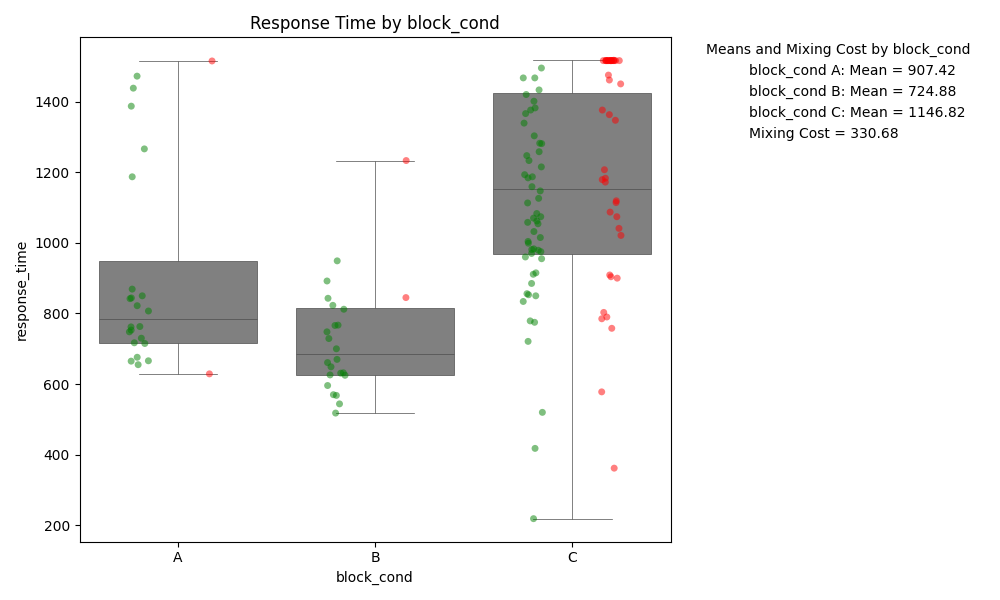 Response Time by block_cond
Means and Mixing Cost by block_cond
block_cond A: Mean = 907.42
block_cond B: Mean = 724.88
block_cond C: Mean = 1146.82
Mixing Cost = 330.68
response_time
1400
1200
1000
800
600
400
200
A
B
C
block_cond